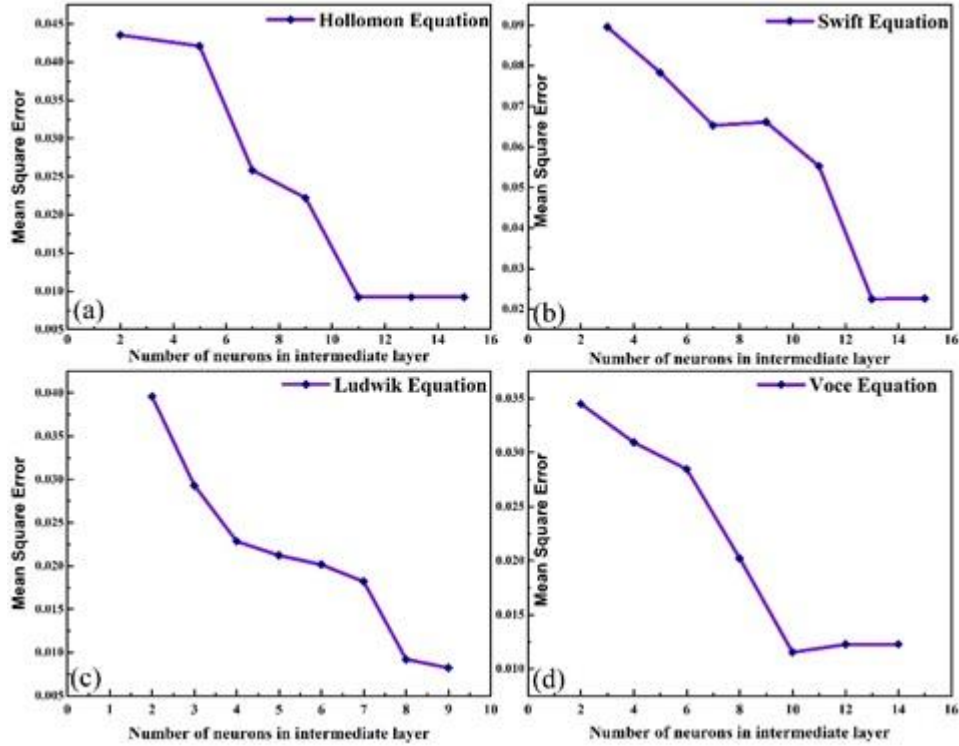 Hollomon Equation
0.045
0.040
0.035
0.030
0.025
0.020
0.015
0.010
0.005
Mean Square Error
(a)
0 2 4 6 8 10 12 14 16
Number of neurons in intermediate layer
Swift Equation
0.09
0.08
0.07
0.06
0.05
0.04
0.03
0.02
Mean Square Error
(b)
0 2 4 6 8 10 12 14 16
Number of neurons in intermediate layer
Ludwik Equation
0.040
0.035
0.030
0.025
0.020
0.015
0.010
0.005
Mean Square Error
(c)
0 1 2 3 4 5 6 7 8 9 10
Number of neurons in intermediate layer
Voce Equation
0.035
0.030
0.025
0.020
0.015
0.010
Mean Square Error
(d)
0 2 4 6 8 10 12 14 16
Number of neurons in intermediate layer